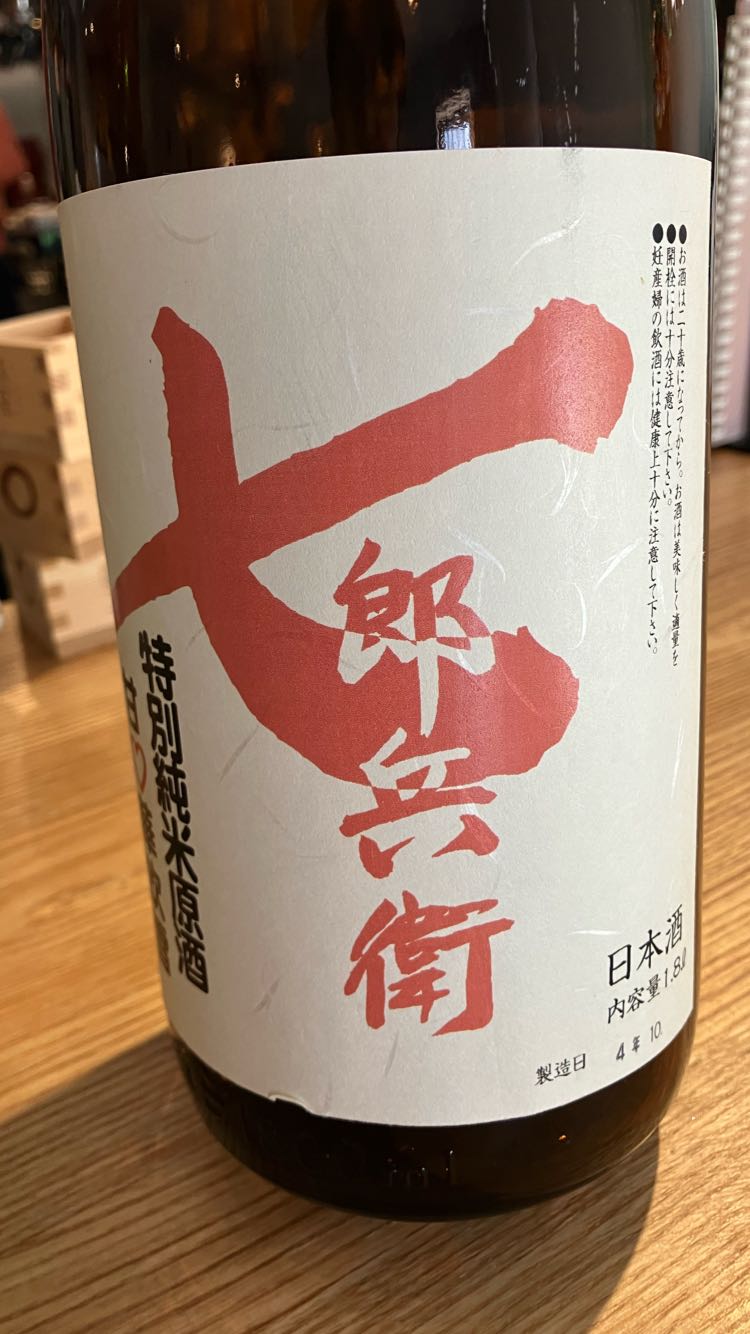 ●お酒は二十歳になってから。お酒は美味しく適量を
●開栓には十分注意して下さい。
●妊産婦の飲酒には健康上十分に注意して下さい。
七郎兵衛
特別純米原酒
日本酒
内容量1.8ℓ
製造日 4年10.